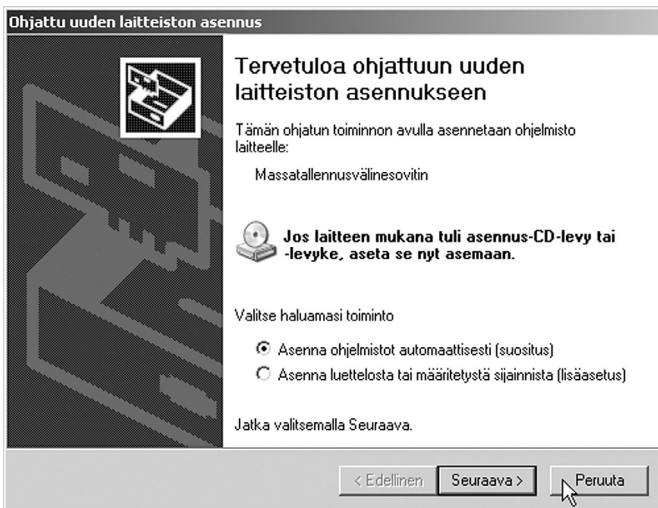 Ohjattu uuden laitteiston asennus
Tervetuloa ohjattuun uuden
laitteiston asennukseen
Tämän ohjatun toiminnon avulla asennetaan ohjelmisto
laitteelle:
Massatallennusvälinesovitin
Jos laitteen mukana tuli asennus-CD-levy tai
-levyke, aseta se nyt asemaan.
Valitse haluamasi toiminto
Asenna ohjelmistot automaattisesti (suositus)
Asenna luettelosta tai määritetystä sijainnista (lisäasetus)
Jatka valitsemalla Seuraava.
< Edellinen Seuraava > Peruuta